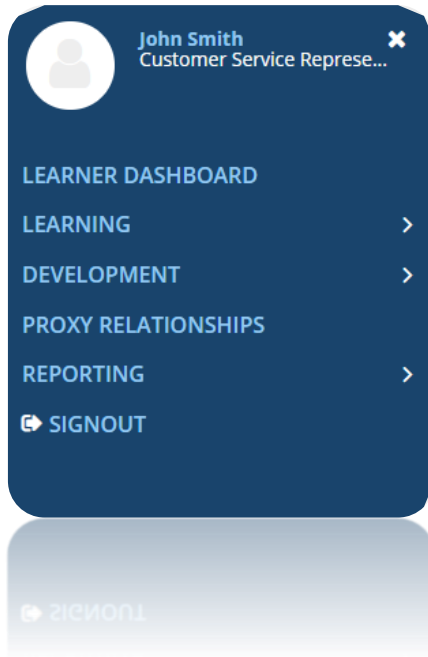 John Smith
Customer Service Represe...
LEARNER DASHBOARD
LEARNING
DEVELOPMENT
PROXY RELATIONSHIPS
REPORTING
SIGNOUT